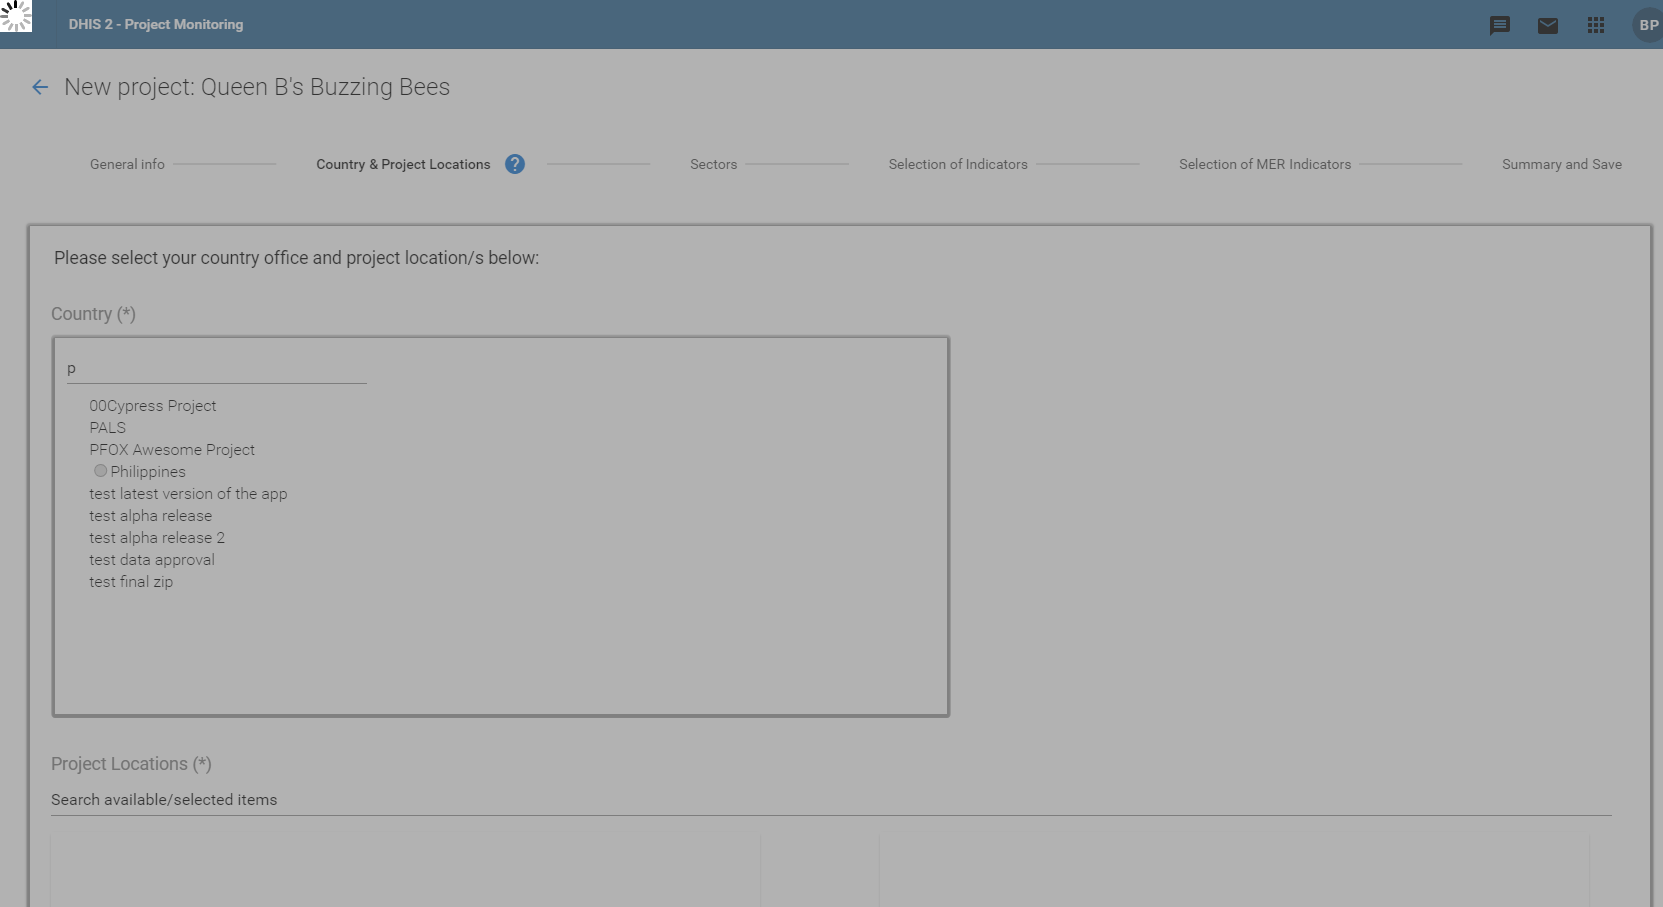 DHIS 2 - Project Monitoring
BP
New project: Queen B's Buzzing Bees
General info
Country & Project Locations
?
Sectors
Selection of Indicators
Selection of MER Indicators
Summary and Save
Please select your country office and project location/s below:
Country (*)
p
00Cypress Project
PALS
PFOX Awesome Project
Philippines
test latest version of the app
test alpha release
test alpha release 2
test data approval
test final zip
Project Locations (*)
Search available/selected items